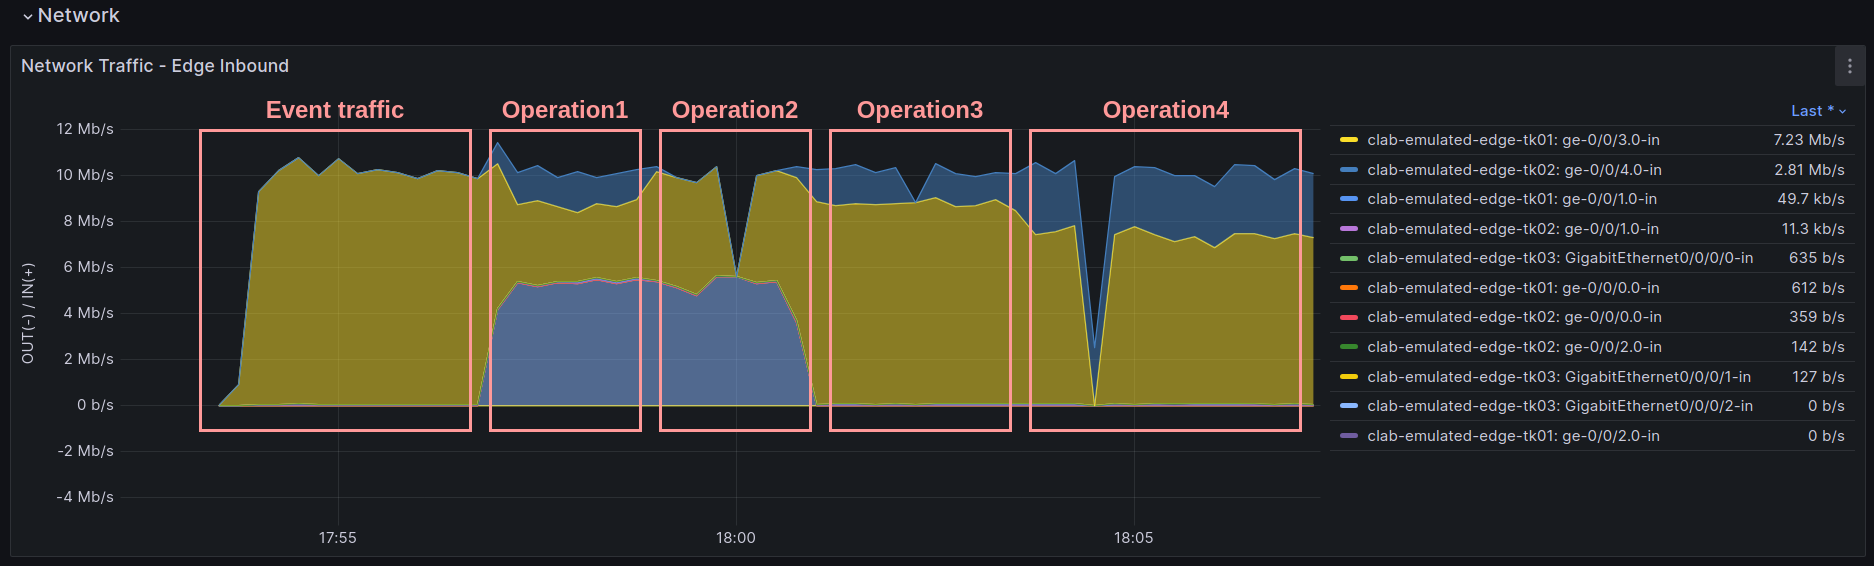 Network
Network Traffic - Edge Inbound
Event traffic Operation1 Operation2 Operation3 Operation4
OUT(-) / IN(+)
12 Mb/s
10 Mb/s
8 Mb/s
6 Mb/s
4 Mb/s
2 Mb/s
0 b/s
-2 Mb/s
-4 Mb/s
17:55 18:00 18:05
Last *
clab-emulated-edge-tk01: ge-0/0/3.0-in 7.23 Mb/s
clab-emulated-edge-tk02: ge-0/0/4.0-in 2.81 Mb/s
clab-emulated-edge-tk01: ge-0/0/1.0-in 49.7 kb/s
clab-emulated-edge-tk02: ge-0/0/1.0-in 11.3 kb/s
clab-emulated-edge-tk03: GigabitEthernet0/0/0/0-in 635 b/s
clab-emulated-edge-tk01: ge-0/0/0.0-in 612 b/s
clab-emulated-edge-tk02: ge-0/0/0.0-in 359 b/s
clab-emulated-edge-tk02: ge-0/0/2.0-in 142 b/s
clab-emulated-edge-tk03: GigabitEthernet0/0/0/1-in 127 b/s
clab-emulated-edge-tk03: GigabitEthernet0/0/0/2-in 0 b/s
clab-emulated-edge-tk01: ge-0/0/2.0-in 0 b/s